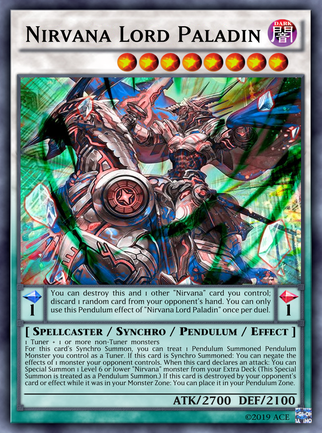 NIRVANA LORD PALADIN
DARK
闇
You can destroy this and 1 other "Nirvana" card you control;
discard 1 random card from your opponent's hand. You can only
use this Pendulum effect of "Nirvana Lord Paladin" once per duel.
1
1
[ SPELLCASTER / SYNCHRO / PENDULUM / EFFECT ]
1 Tuner + 1 or more non-Tuner monsters
For this card's Synchro Summon, you can treat 1 Pendulum Summoned Pendulum
Monster you control as a Tuner. If this card is Synchro Summoned: You can negate the
effects of 1 monster your opponent controls. When this card declares an attack: You can
Special Summon 1 Level 6 or lower "Nirvana" monster from your Extra Deck (This Special
Summon is treated as a Pendulum Summon.) If this card is destroyed by your opponent's
card or effect while it was in your Monster Zone: You can place it in your Pendulum Zone.
ATK/2700 DEF/2100
©2019 ACE